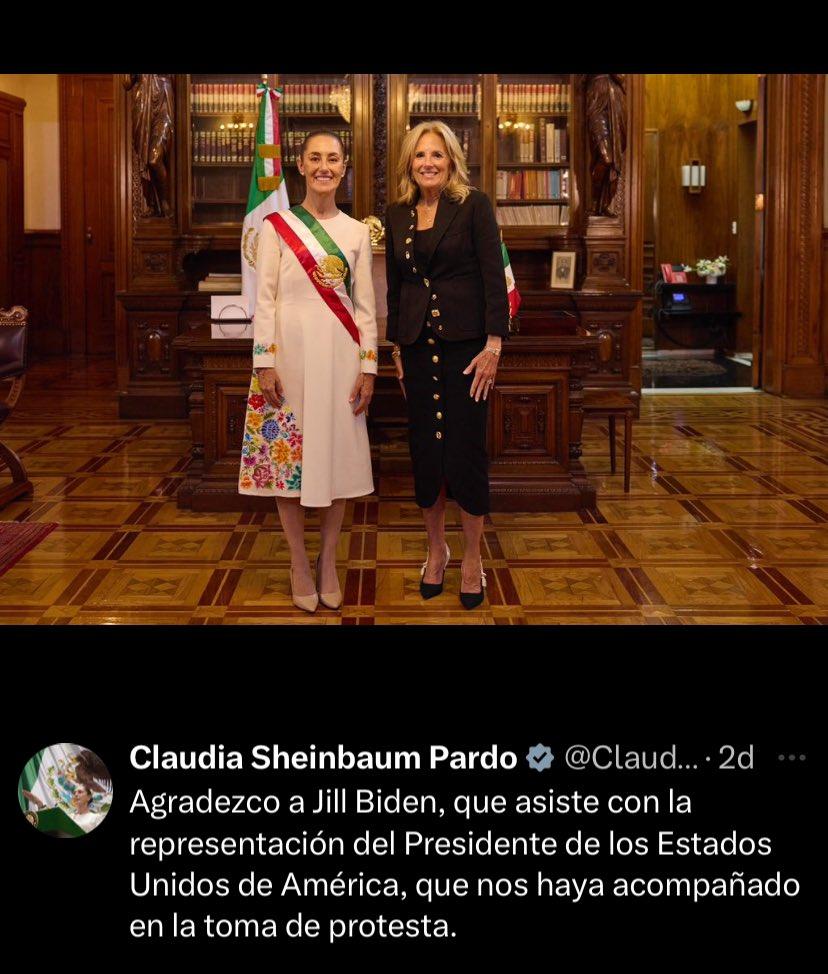 Claudia Sheinbaum Pardo @Claud... · 2d
Agradezco a Jill Biden, que asiste con la
representación del Presidente de los Estados
Unidos de América, que nos haya acompañado
en la toma de protesta.